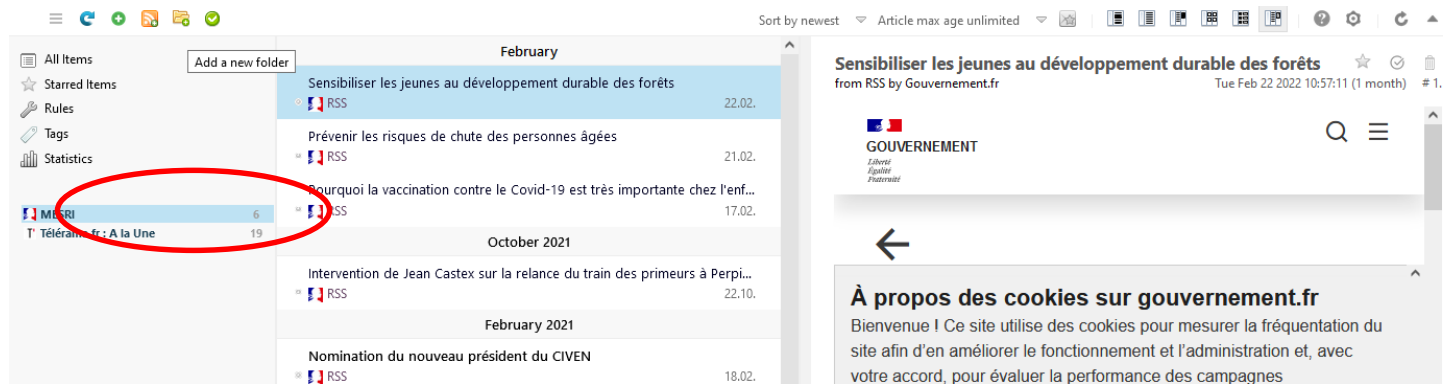 Sort by newest
Article max age unlimited
All Items
Add a new folder
Starred Items
Rules
Tags
Statistics
MESRI 6
T' Télérama.fr : A la Une 19
February
Sensibiliser les jeunes au développement durable des forêts
RSS 22.02.
Prévenir les risques de chute des personnes âgées
RSS 21.02.
Pourquoi la vaccination contre le Covid-19 est très importante chez l'enf...
RSS 17.02.
October 2021
Intervention de Jean Castex sur la relance du train des primeurs à Perpi...
RSS 22.10.
February 2021
Nomination du nouveau président du CIVEN
RSS 18.02.
Sensibiliser les jeunes au développement durable des forêts
from RSS by Gouvernement.fr Tue Feb 22 2022 10:57:11 (1 month) # 1.
GOUVERNEMENT
Liberté
Égalité
Fraternité
À propos des cookies sur gouvernement.fr
Bienvenue ! Ce site utilise des cookies pour mesurer la fréquentation du
site afin d'en améliorer le fonctionnement et l'administration et, avec
votre accord, pour évaluer la performance des campagnes